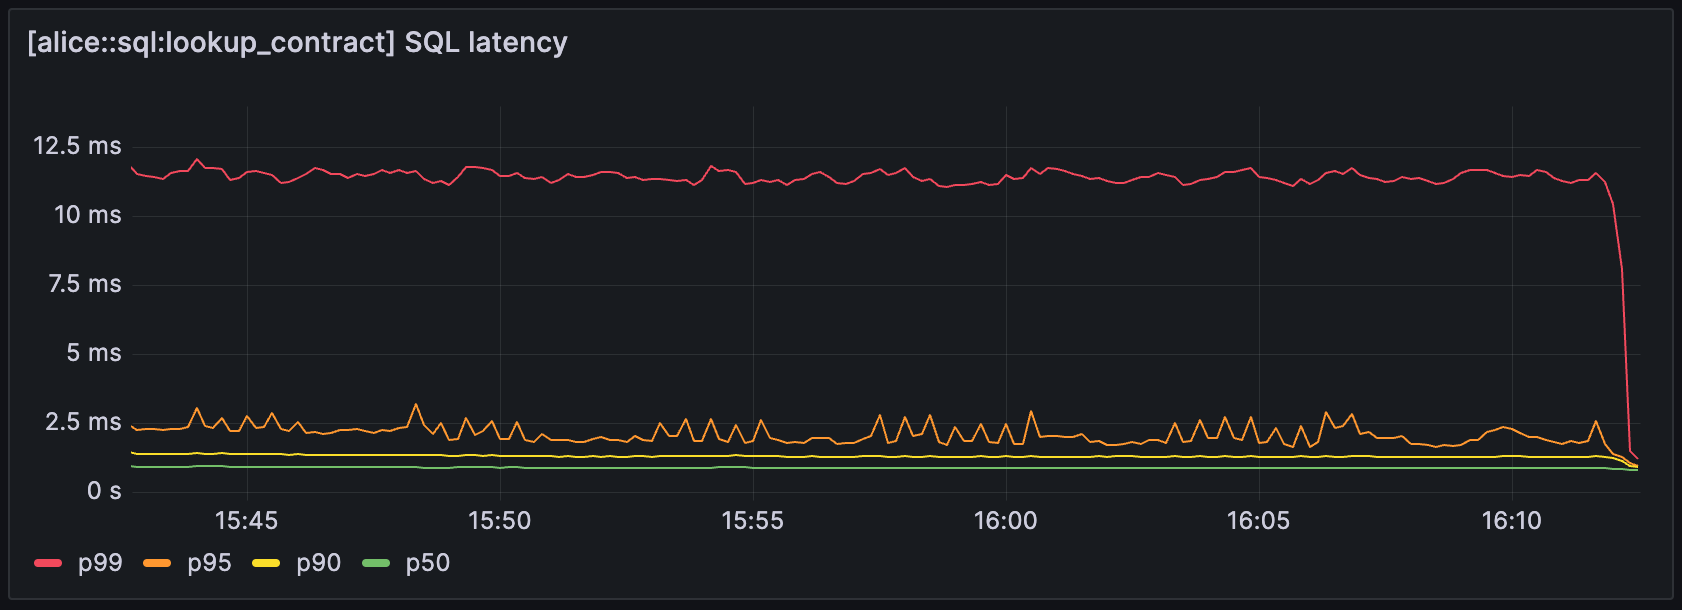 [alice::sql:lookup_contract] SQL latency
12.5 ms
10 ms
7.5 ms
5 ms
2.5 ms
0 s
15:45 15:50 15:55 16:00 16:05 16:10
p99 p95 p90 p50